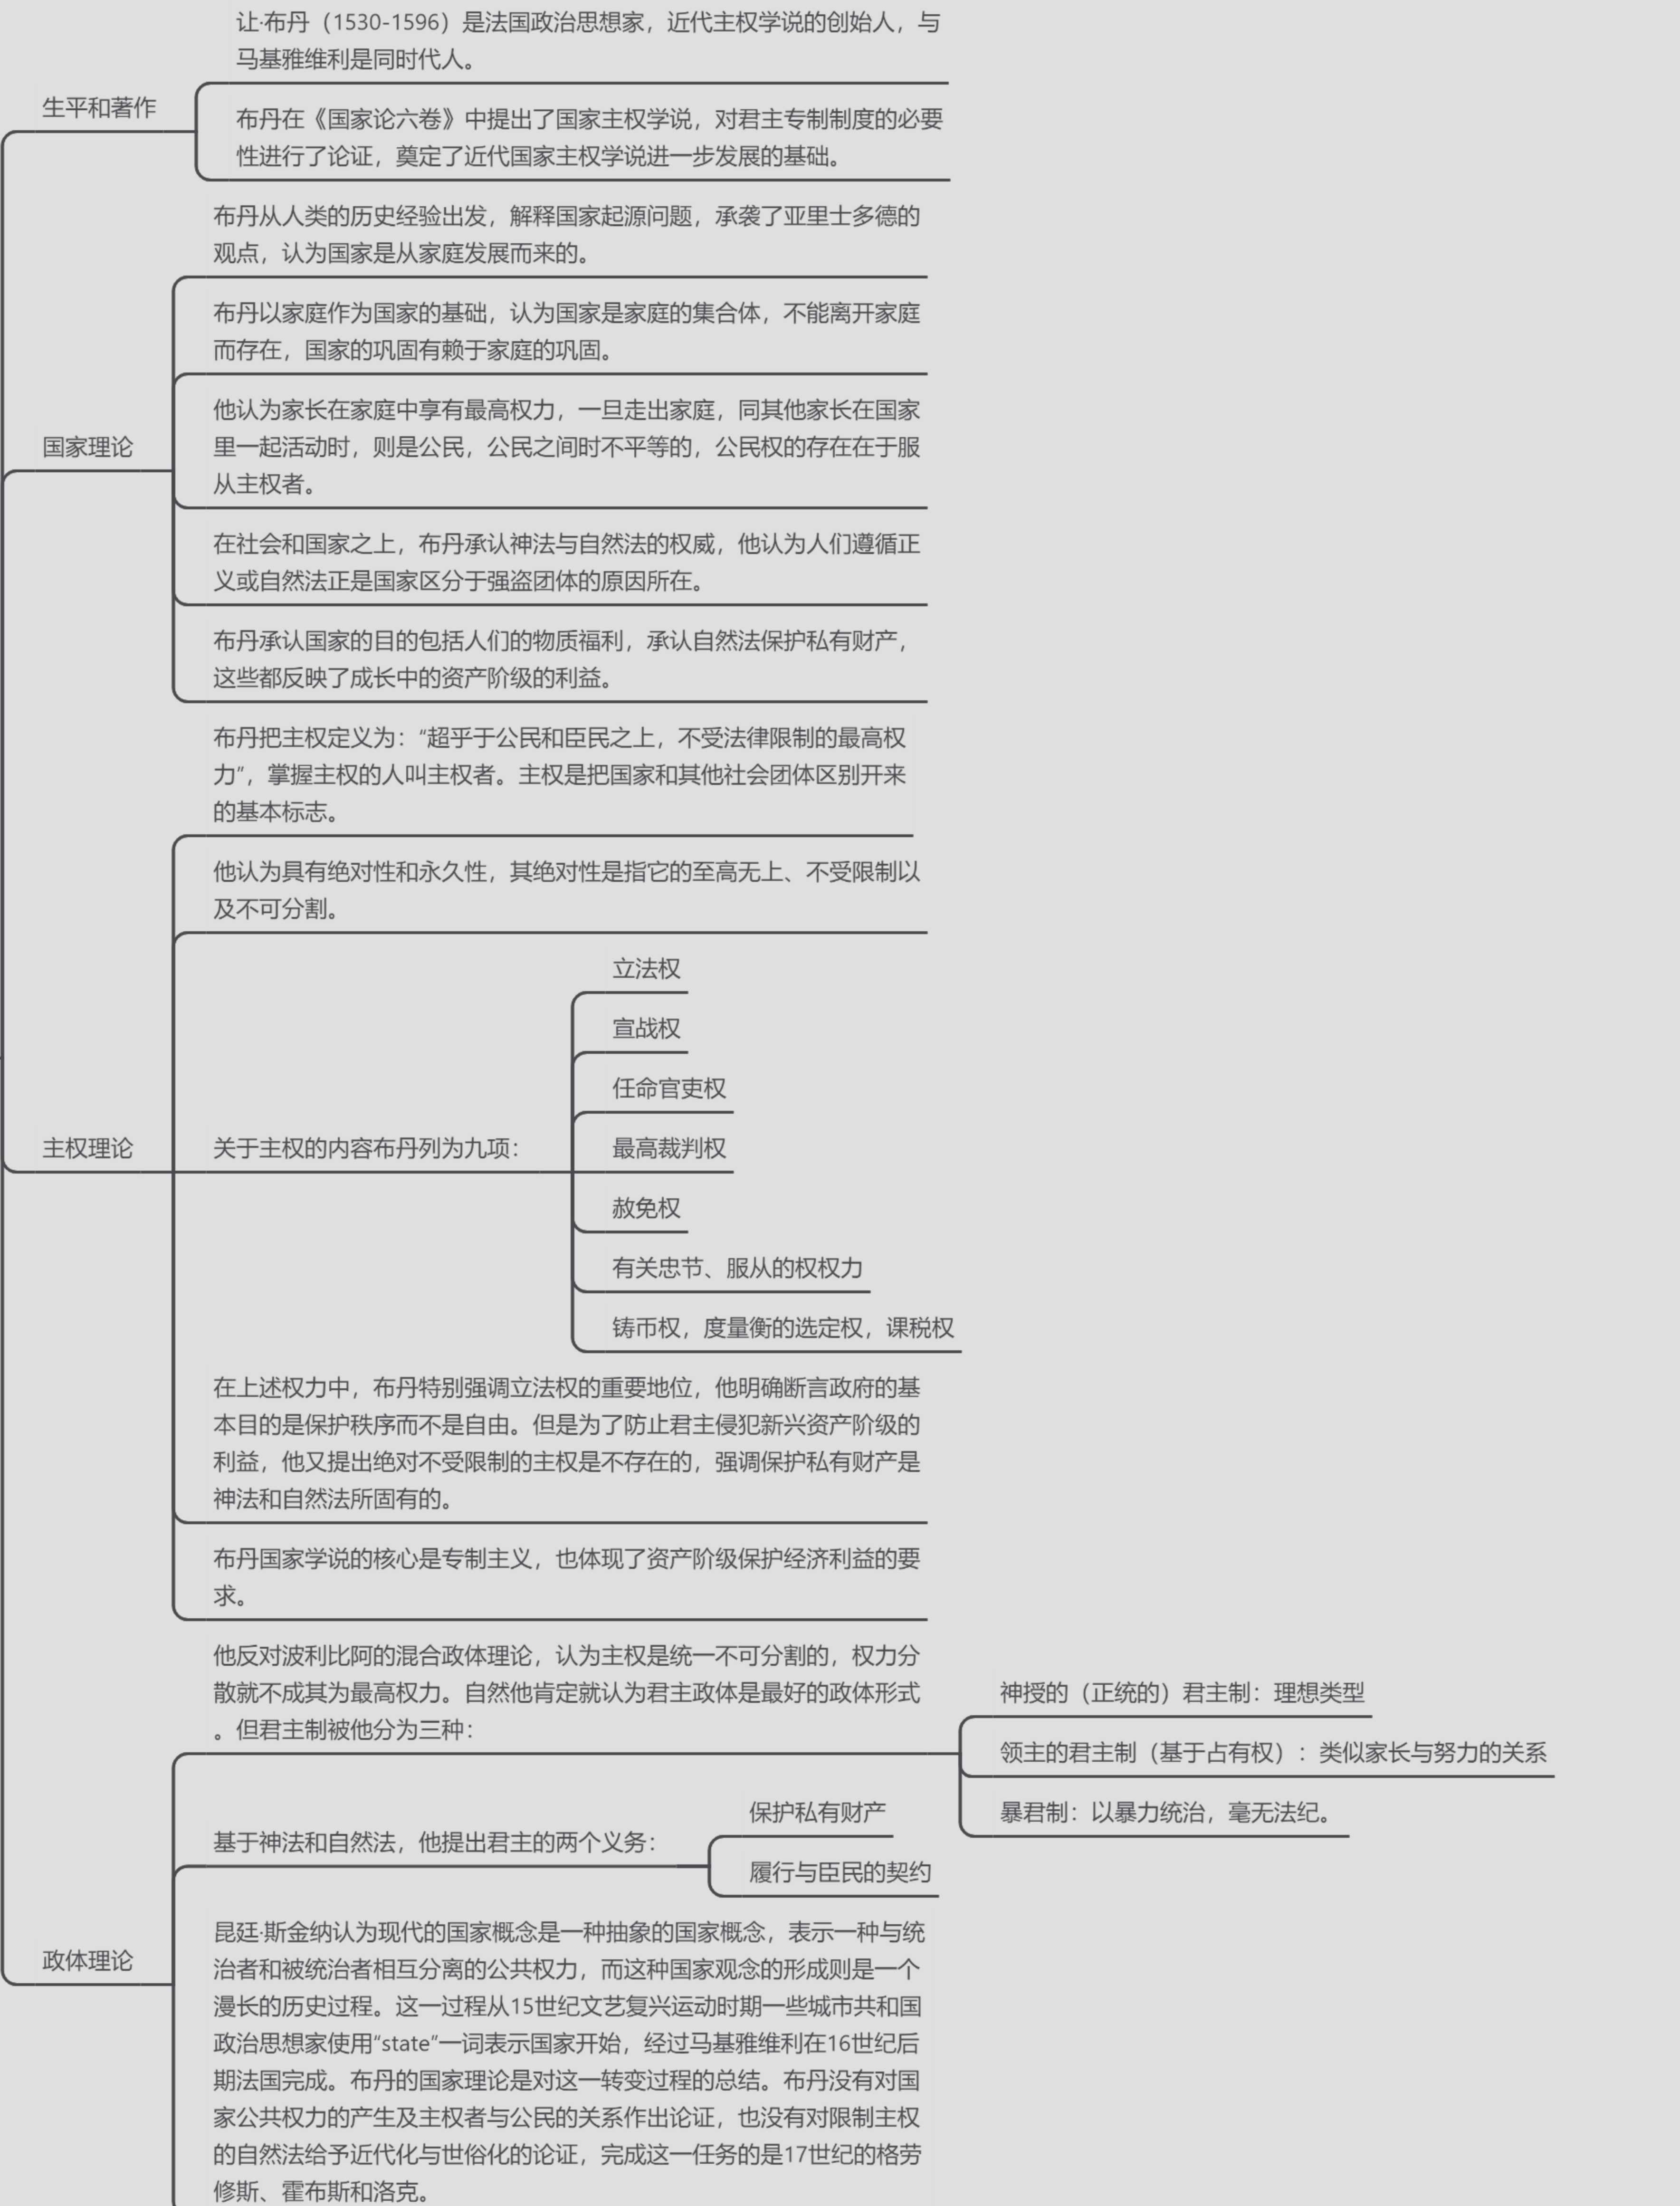 让·布丹（1530-1596）是法国政治思想家，近代主权学说的创始人，与
马基雅维利是同时代人。
生平和著作
布丹在《国家论六卷》中提出了国家主权学说，对君主专制制度的必要
性进行了论证，奠定了近代国家主权学说进一步发展的基础。
布丹从人类的历史经验出发，解释国家起源问题，承袭了亚里士多德的
观点，认为国家是从家庭发展而来的。
布丹以家庭作为国家的基础，认为国家是家庭的集合体，不能离开家庭
而存在，国家的巩固有赖于家庭的巩固。
国家理论
他认为家长在家庭中享有最高权力，一旦走出家庭，同其他家长在国家
里一起活动时，则是公民，公民之间时不平等的，公民权的存在在于服
从主权者。
在社会和国家之上，布丹承认神法与自然法的权威，他认为人们遵循正
义或自然法正是国家区分于强盗团体的原因所在。
布丹承认国家的目的包括人们的物质福利，承认自然法保护私有财产，
这些都反映了成长中的资产阶级的利益。
布丹把主权定义为：“超乎于公民和臣民之上，不受法律限制的最高权
力”，掌握主权的人叫主权者。主权是把国家和其他社会团体区别开来
的基本标志。
他认为具有绝对性和永久性，其绝对性是指它的至高无上、不受限制以
及不可分割。
主权理论
关于主权的内容布丹列为九项：
立法权
宣战权
任命官吏权
最高裁判权
赦免权
有关忠节、服从的权权力
铸币权，度量衡的选定权，课税权
在上述权力中，布丹特别强调立法权的重要地位，他明确断言政府的基
本目的是保护秩序而不是自由。但是为了防止君主侵犯新兴资产阶级的
利益，他又提出绝对不受限制的主权是不存在的，强调保护私有财产是
神法和自然法所固有的。
布丹国家学说的核心是专制主义，也体现了资产阶级保护经济利益的要
求。
他反对波利比阿的混合政体理论，认为主权是统一不可分割的，权力分
散就不成其为最高权力。自然他肯定就认为君主政体是最好的政体形式
。但君主制被他分为三种：
神授的（正统的）君主制：理想类型
领主的君主制（基于占有权）：类似家长与努力的关系
暴君制：以暴力统治，毫无法纪。
基于神法和自然法，他提出君主的两个义务：
保护私有财产
履行与臣民的契约
政体理论
昆廷·斯金纳认为现代的国家概念是一种抽象的国家概念，表示一种与统
治者和被统治者相互分离的公共权力，而这种国家观念的形成则是一个
漫长的历史过程。这一过程从15世纪文艺复兴运动时期一些城市共和国
政治思想家使用“state”一词表示国家开始，经过马基雅维利在16世纪后
期法国完成。布丹的国家理论是对这一转变过程的总结。布丹没有对国
家公共权力的产生及主权者与公民的关系作出论证，也没有对限制主权
的自然法给予近代化与世俗化的论证，完成这一任务的是17世纪的格劳
修斯、霍布斯和洛克。